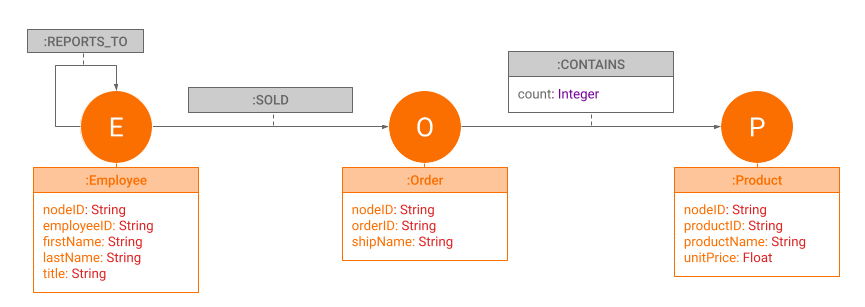 :REPORTS_TO
:SOLD
:CONTAINS
count: Integer
E
O
P
:Employee
nodeID: String
employeeID: String
firstName: String
lastName: String
title: String
:Order
nodeID: String
orderID: String
shipName: String
:Product
nodeID: String
productID: String
productName: String
unitPrice: Float